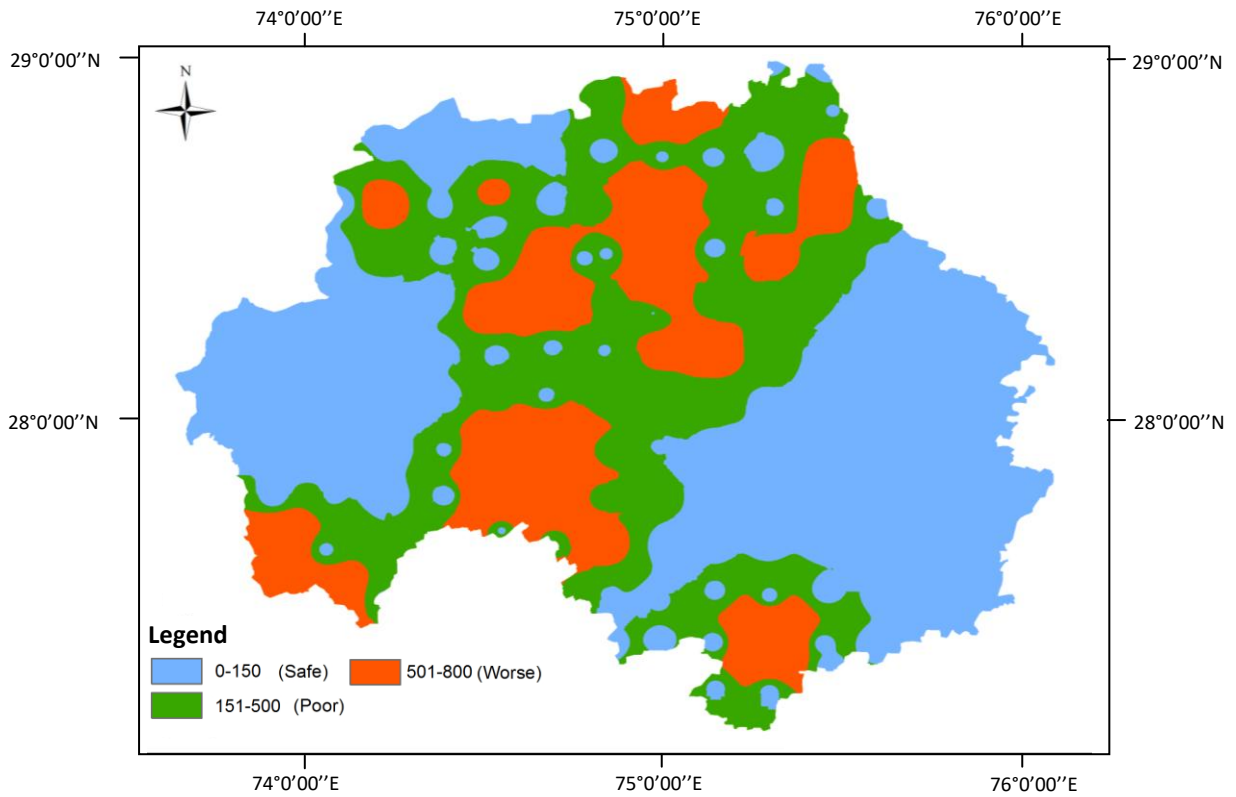 74°0’00’’E 75°0’00’’E 76°0’00’’E
29°0’00’’N 29°0’00’’N
N
28°0’00’’N 28°0’00’’N
Legend
0-150 (Safe) 501-800 (Worse)
151-500 (Poor)
74°0’00’’E 75°0’00’’E 76°0’00’’E